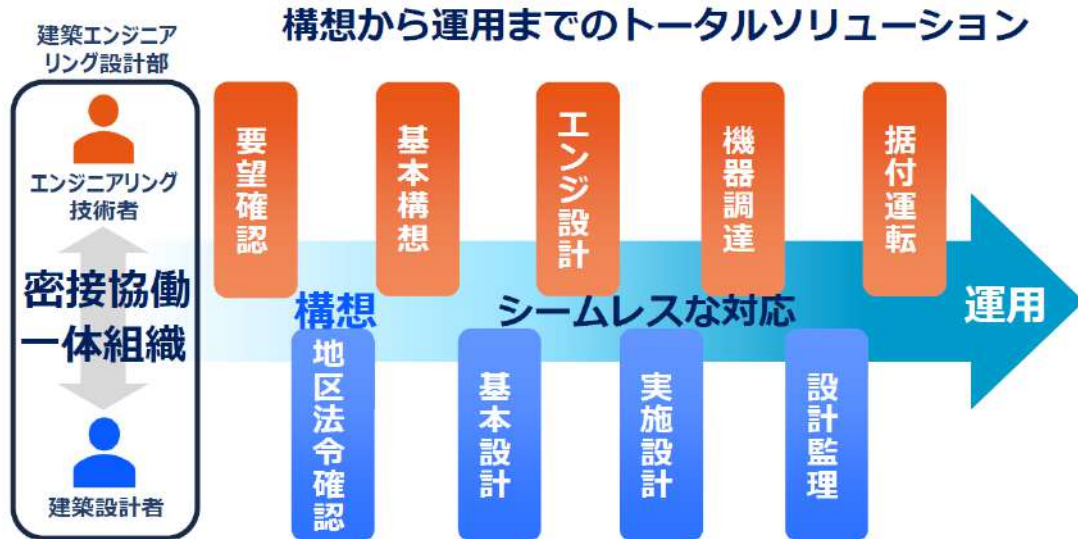 構想から運用までのトータルソリューション
建築エンジニア
リング設計部
エンジニアリング
技術者
密接協働
一体組織
建築設計者
要望確認
基本構想
エンジ設計
機器調達
据付運転
構想
シームレスな対応
運用
地区法令確認
基本設計
実施設計
設計監理